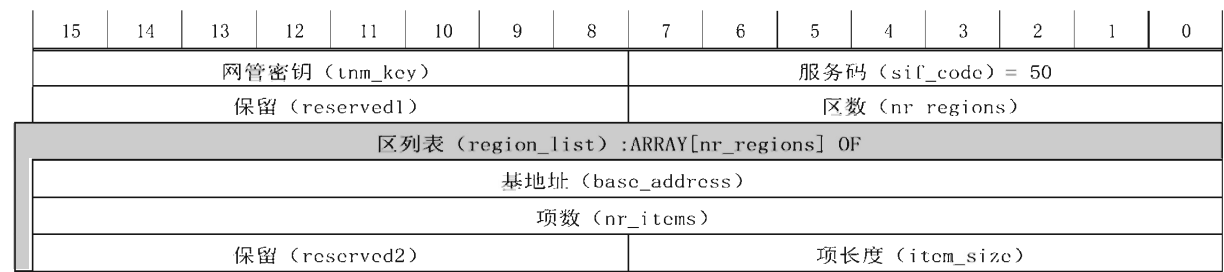 15 14 13 12 11 10 9 8 7 6 5 4 3 2 1 0
网管密钥（tnm_key） 服务码（sif_code）= 50
保留（reserved1） 区数（nr regions）
区列表（region_list）:ARRAY[nr_regions] OF
基地址（base_address）
项数（nr_items）
保留（reserved2） 项长度（item_size）